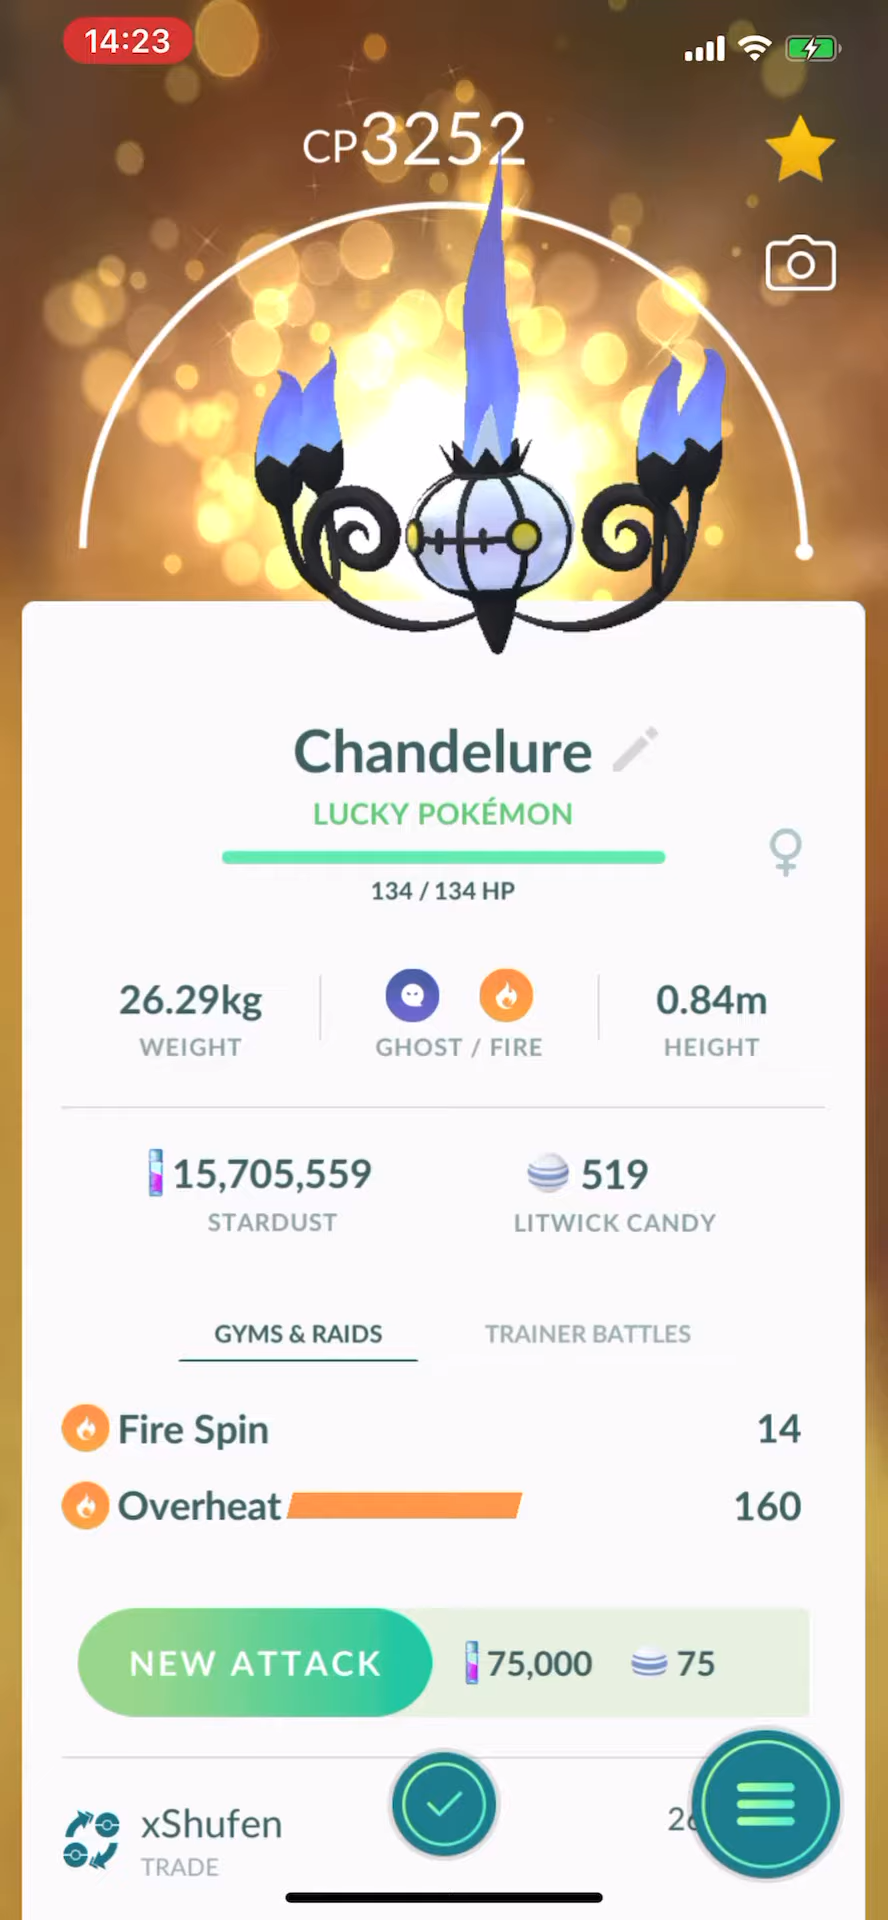 14:23
CP3252
Chandelure
LUCKY POKÉMON
134 / 134 HP
26.29kg
WEIGHT
GHOST / FIRE
0.84m
HEIGHT
15,705,559
STARDUST
519
LITWICK CANDY
GYMS & RAIDS
TRAINER BATTLES
Fire Spin 14
Overheat 160
NEW ATTACK 75,000 75
xShufen
TRADE